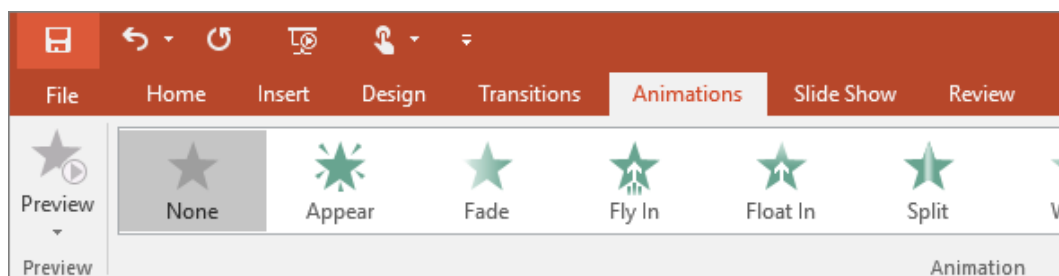 File Home Insert Design Transitions Animations Slide Show Review
Preview None Appear Fade Fly In Float In Split
Preview Animation